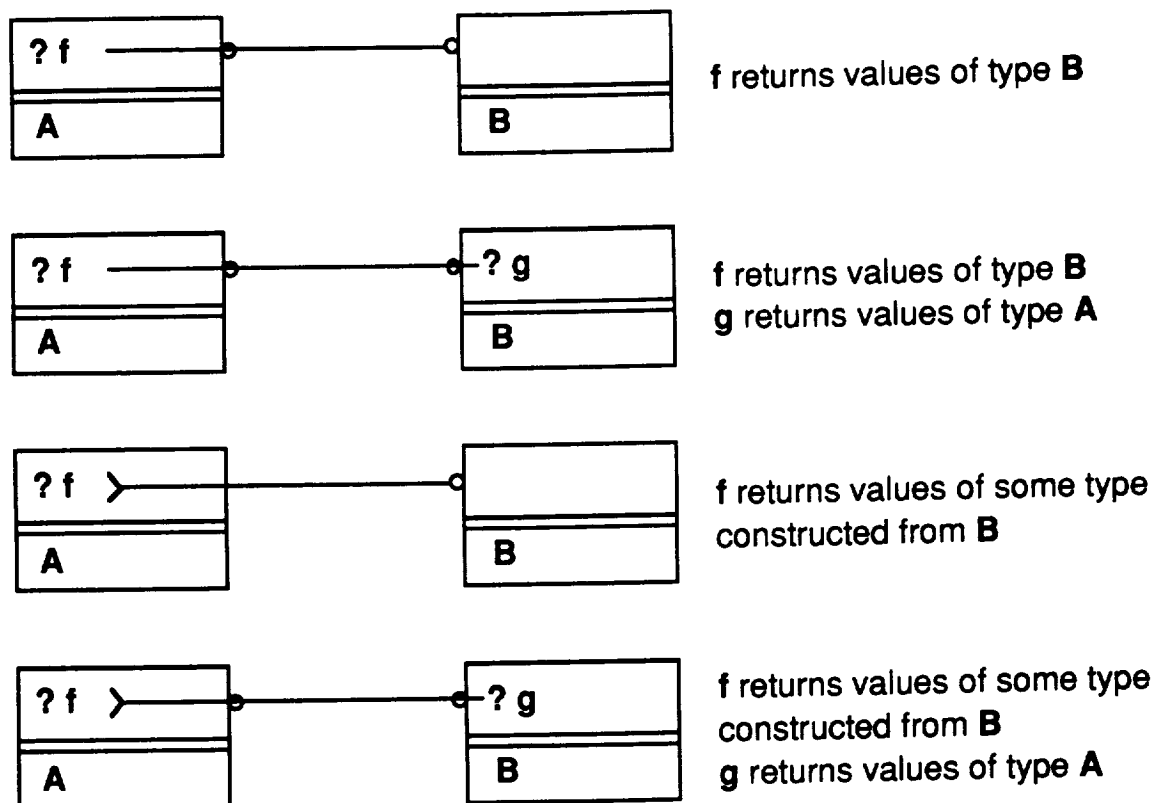 ? f
A
B
f returns values of type B
? f
A
? g
B
f returns values of type B
g returns values of type A
? f
A
B
f returns values of some type
constructed from B
? f
A
? g
B
f returns values of some type
constructed from B
g returns values of type A